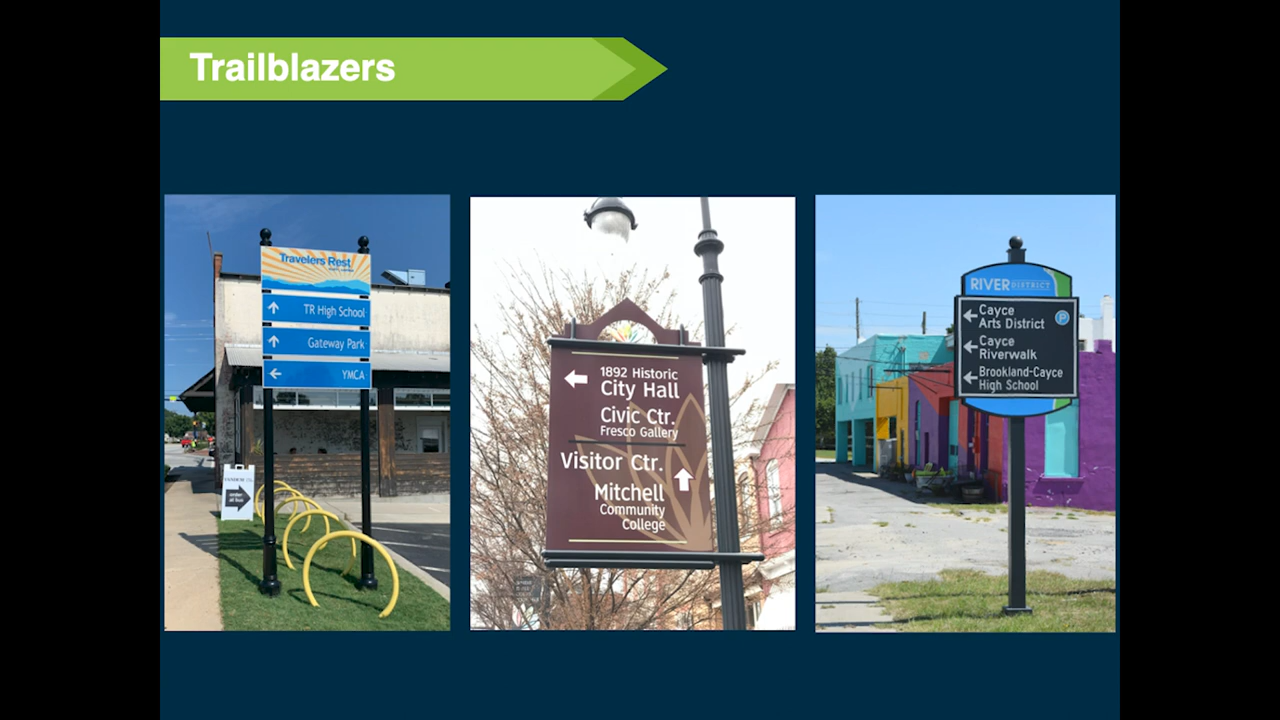 Trailblazers
Travelers Rest
TR High School
Gateway Park
YMCA
1892 Historic
City Hall
Civic Ctr.
Fresco Gallery
Visitor Ctr.
Mitchell
Community
College
RIVER DISTRICT
Cayce
Arts District
P
Cayce
Riverwalk
Brookland-Cayce
High School